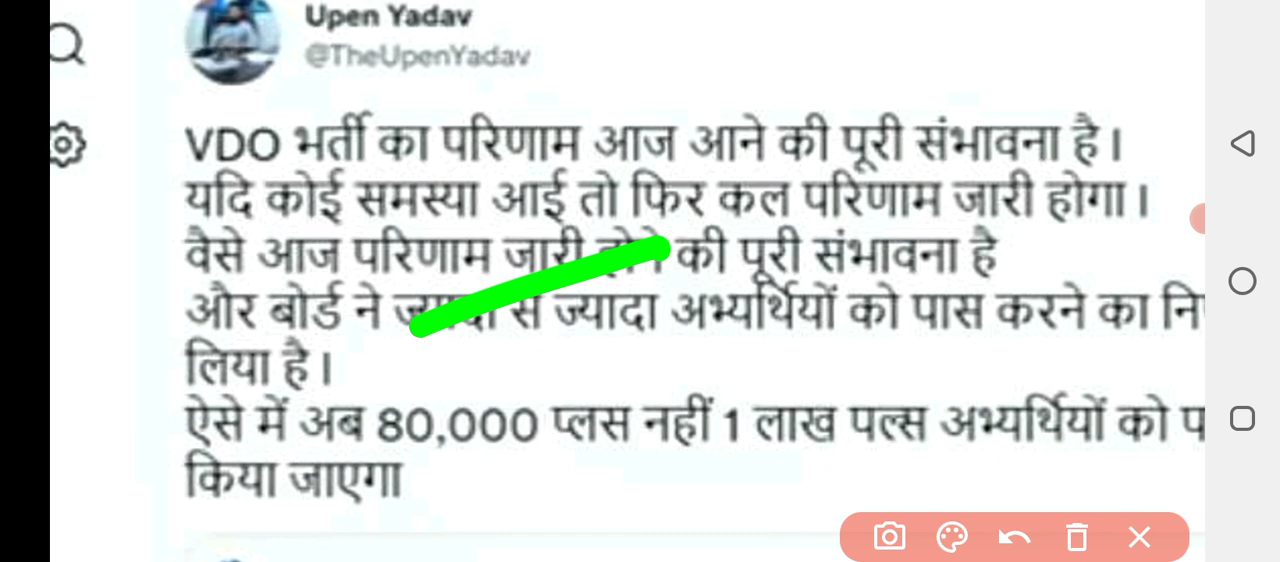 Upen Yadav
@TheUpenYadav
VDO भर्ती का परिणाम आज आने की पूरी संभावना है।
यदि कोई समस्या आई तो फिर कल परिणाम जारी होगा।
वैसे आज परिणाम जारी होने की पूरी संभावना है
और बोर्ड ने ज्यादा से ज्यादा अभ्यर्थियों को पास करने का
लिया है।
ऐसे में अब 80,000 प्लस नहीं 1 लाख पल्स अभ्यर्थियों को
किया जाएगा